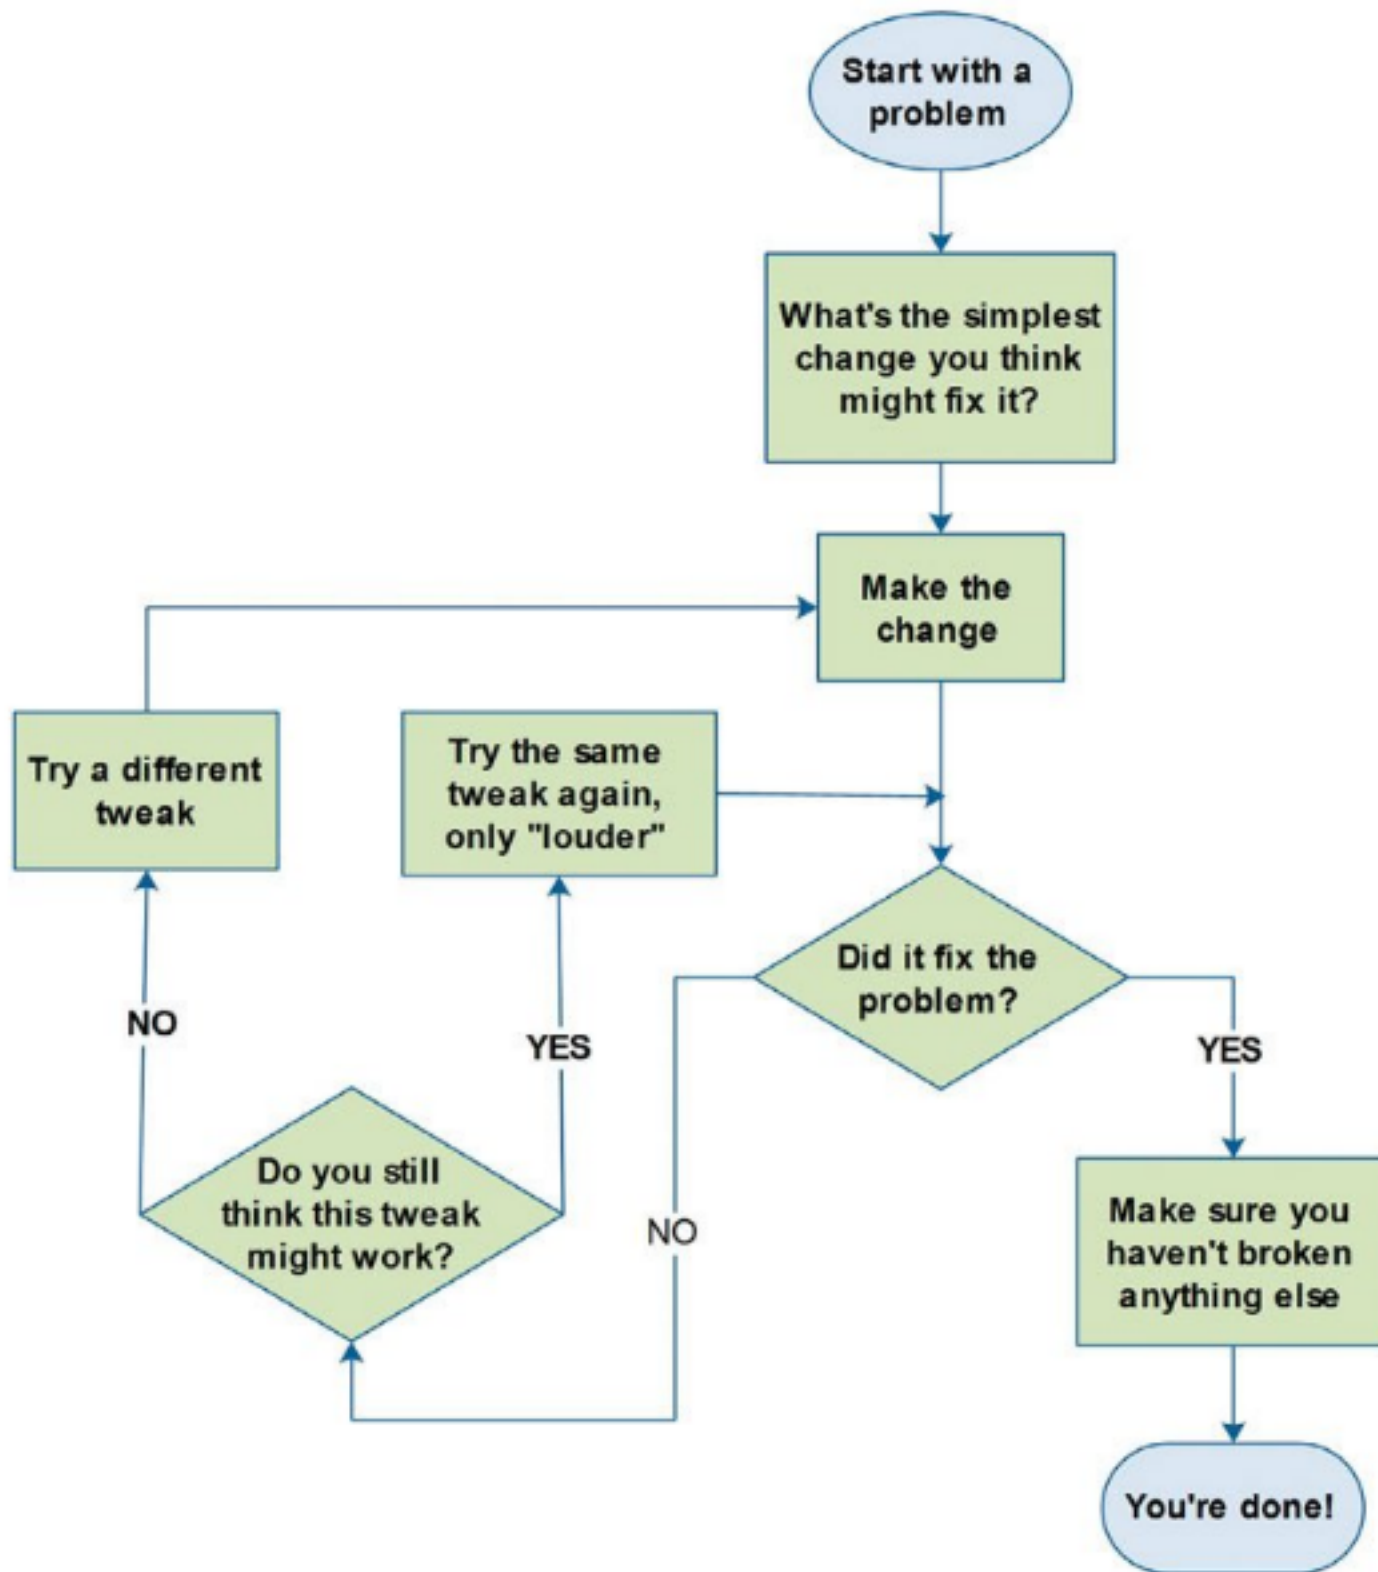 Start with a
problem
What's the simplest
change you think
might fix it?
Make the
change
Try a different
tweak
Try the same
tweak again,
only "louder"
Did it fix the
problem?
NO
YES
YES
Do you still
think this tweak
might work?
NO
Make sure you
haven't broken
anything else
You're done!